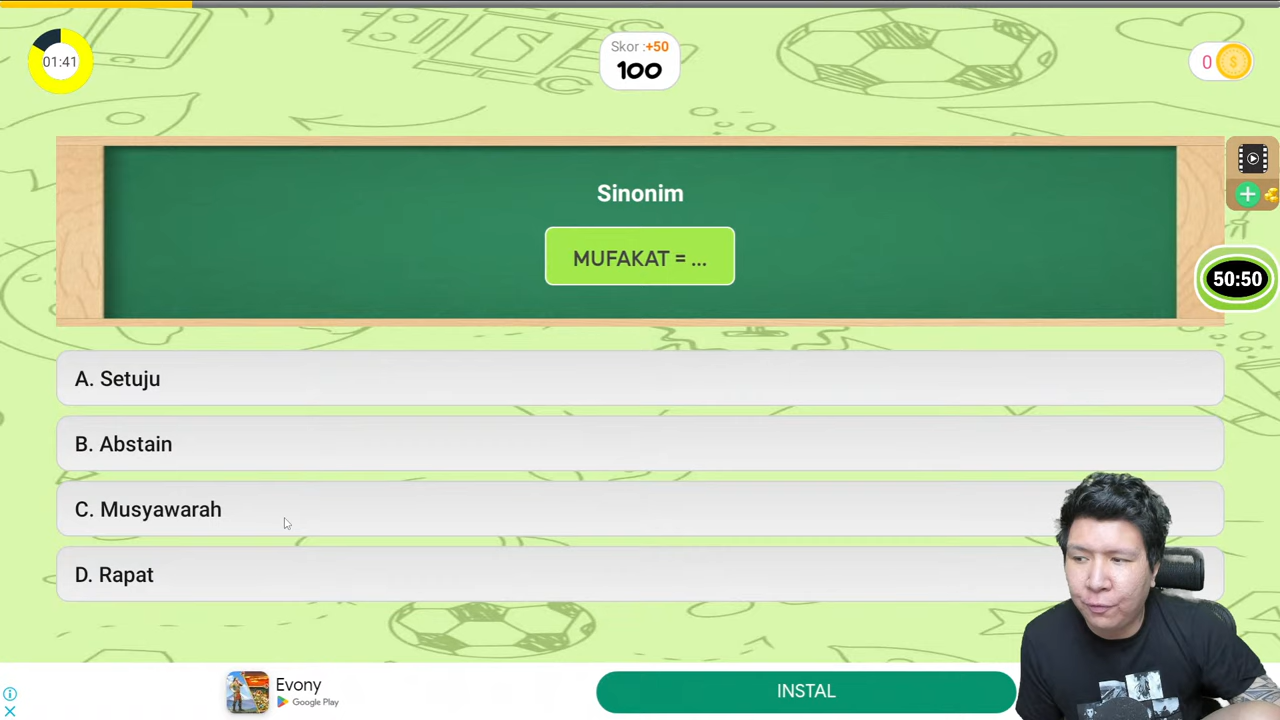 01:41
Skor :+50
100
0
Sinonim
MUFAKAT = ...
50:50
A. Setuju
B. Abstain
C. Musyawarah
D. Rapat
Evony
Google Play
INSTAL